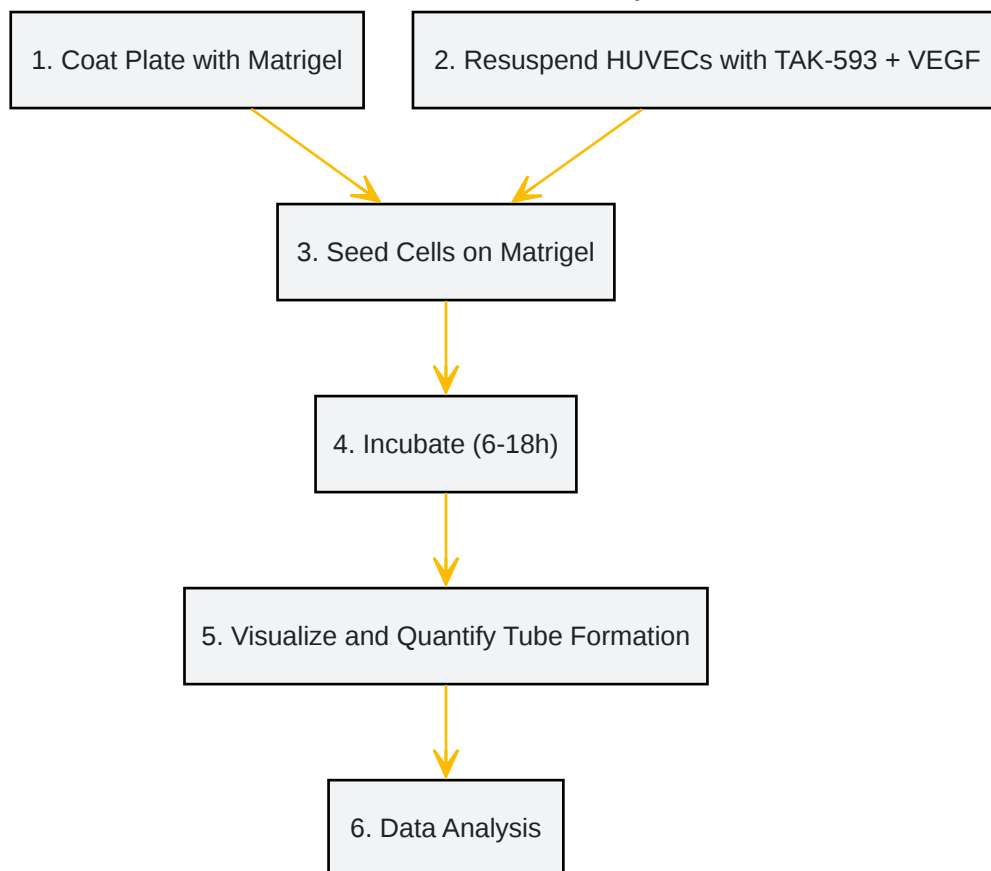 1. Coat Plate with Matrigel
2. Resuspend HUVECs with TAK-593 + VEGF
3. Seed Cells on Matrigel
4. Incubate (6-18h)
5. Visualize and Quantify Tube Formation
6. Data Analysis